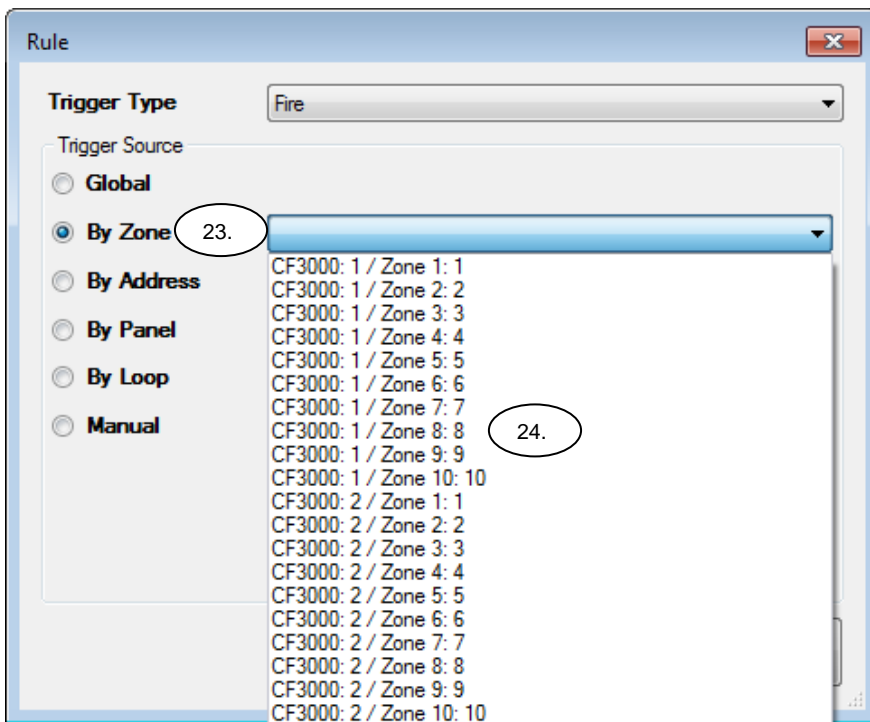 Rule
Trigger Type Fire
Trigger Source
Global
By Zone 23.
By Address
By Panel
By Loop
Manual
CF3000: 1 / Zone 1: 1
CF3000: 1 / Zone 2: 2
CF3000: 1 / Zone 3: 3
CF3000: 1 / Zone 4: 4
CF3000: 1 / Zone 5: 5
CF3000: 1 / Zone 6: 6
CF3000: 1 / Zone 7: 7
CF3000: 1 / Zone 8: 8
24.
CF3000: 1 / Zone 9: 9
CF3000: 1 / Zone 10: 10
CF3000: 2 / Zone 1: 1
CF3000: 2 / Zone 2: 2
CF3000: 2 / Zone 3: 3
CF3000: 2 / Zone 4: 4
CF3000: 2 / Zone 5: 5
CF3000: 2 / Zone 6: 6
CF3000: 2 / Zone 7: 7
CF3000: 2 / Zone 8: 8
CF3000: 2 / Zone 9: 9
CF3000: 2 / Zone 10: 10